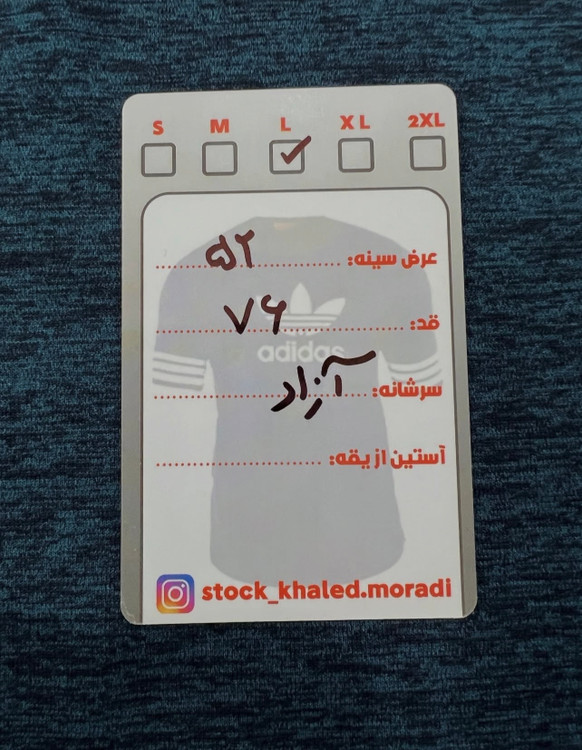 S M L XL 2XL
✓
عرض سینه: ۵۲
قد: ۷۶
adidas
سرشانه: آزاد
آستین از یقه:
stock_khaled.moradi